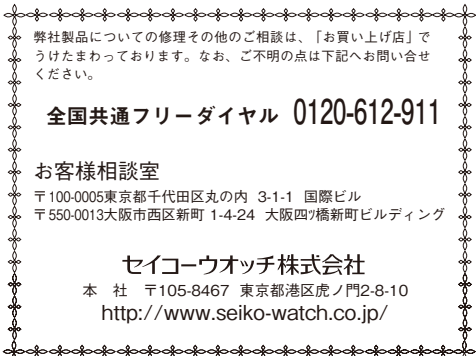 弊社製品についての修理その他のご相談は、「お買い上げ店」で
うけたまわっております。なお、ご不明の点は下記へお問い合せ
ください。
全国共通フリーダイヤル 0120-612-911
お客様相談室
〒100-0005東京都千代田区丸の内 3-1-1 国際ビル
〒550-0013大阪市西区新町 1-4-24 大阪四ツ橋新町ビルディング
セイコーウオッチ株式会社
本 社 〒105-8467 東京都港区虎ノ門2-8-10
http://www.seiko-watch.co.jp/